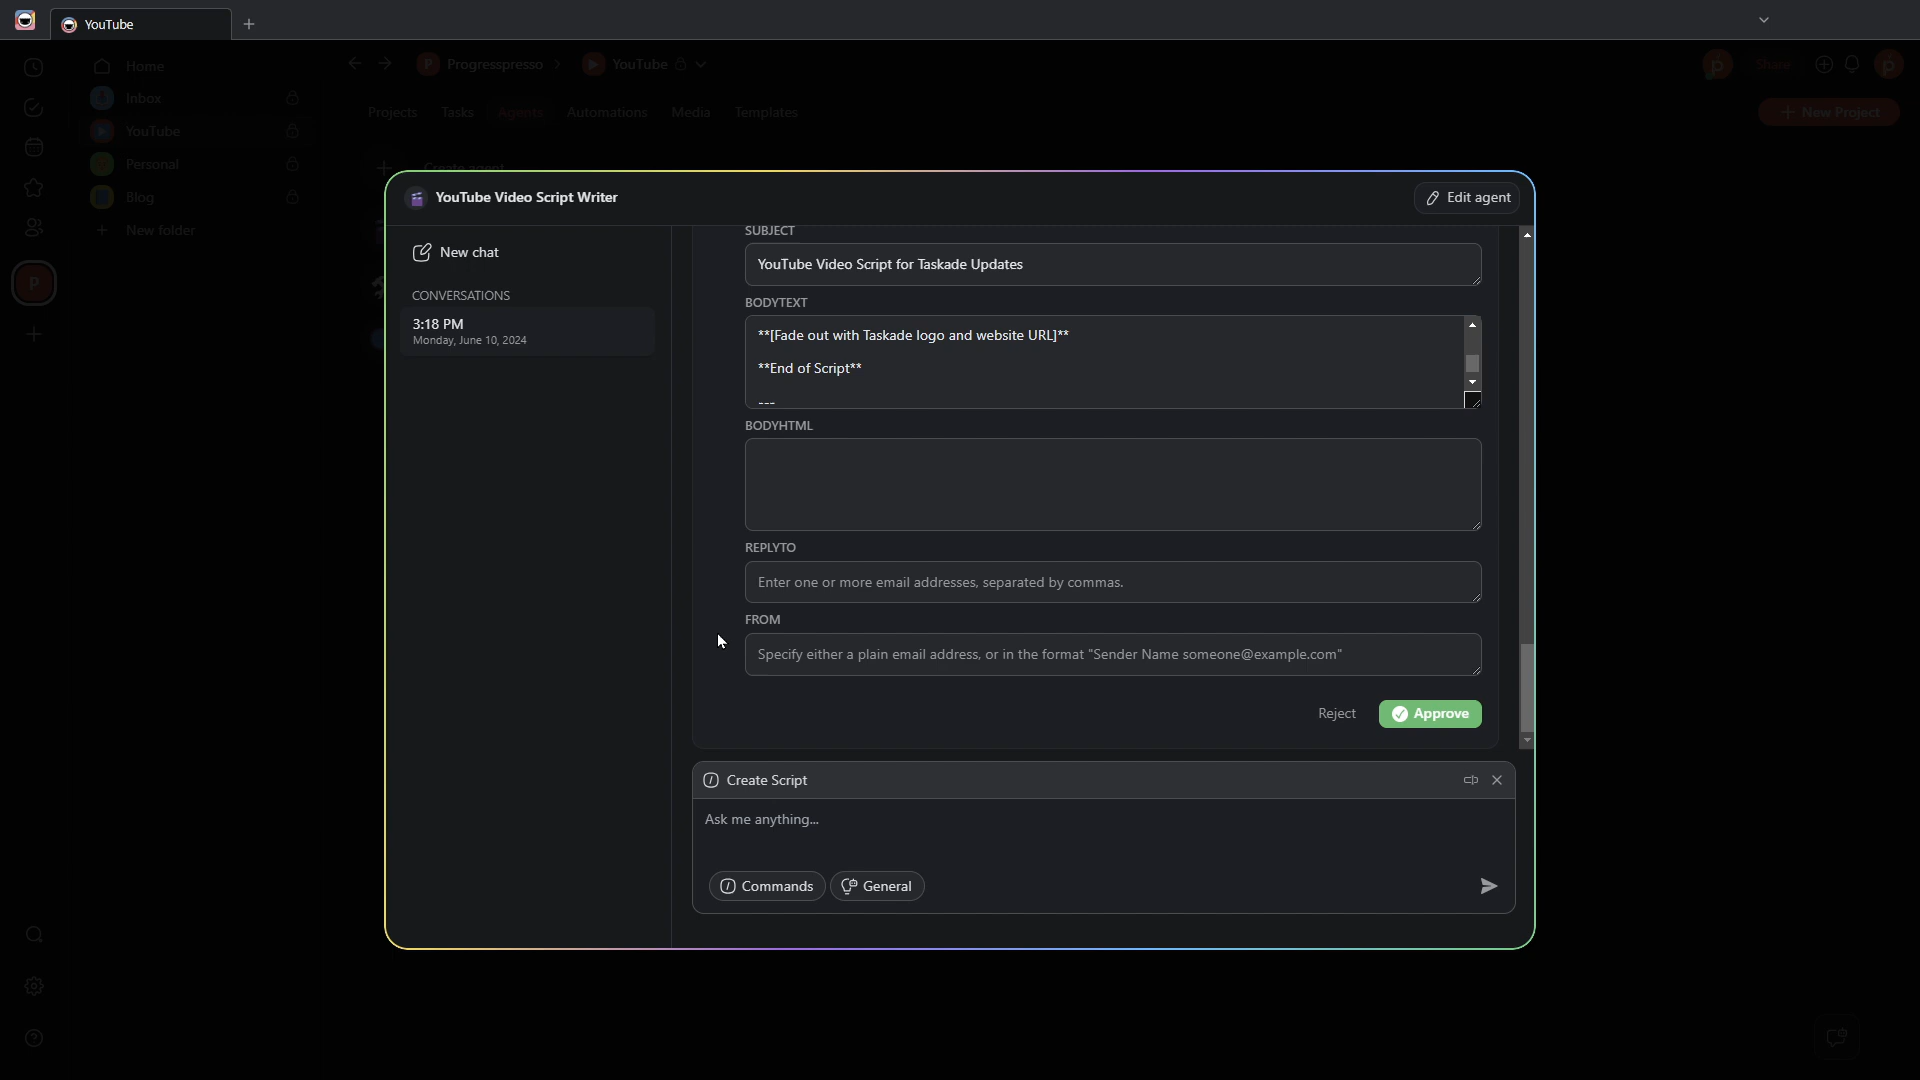 YouTube
Home
Inbox
YouTube
Personal
Blog
New folder
P
Progresspresso
YouTube
Share
Projects
Tasks
Agents
Automations
Media
Templates
New Project
Create agent
YouTube Video Script Writer
Edit agent
New chat
CONVERSATIONS
3:18 PM
Monday, June 10, 2024
SUBJECT
YouTube Video Script for Taskade Updates
BODYTEXT
**[Fade out with Taskade logo and website URL]**
**End of Script**
---
BODYHTML
REPLYTO
Enter one or more email addresses, separated by commas.
FROM
Specify either a plain email address, or in the format "Sender Name someone@example.com"
Reject
Approve
Create Script
Ask me anything...
Commands
General